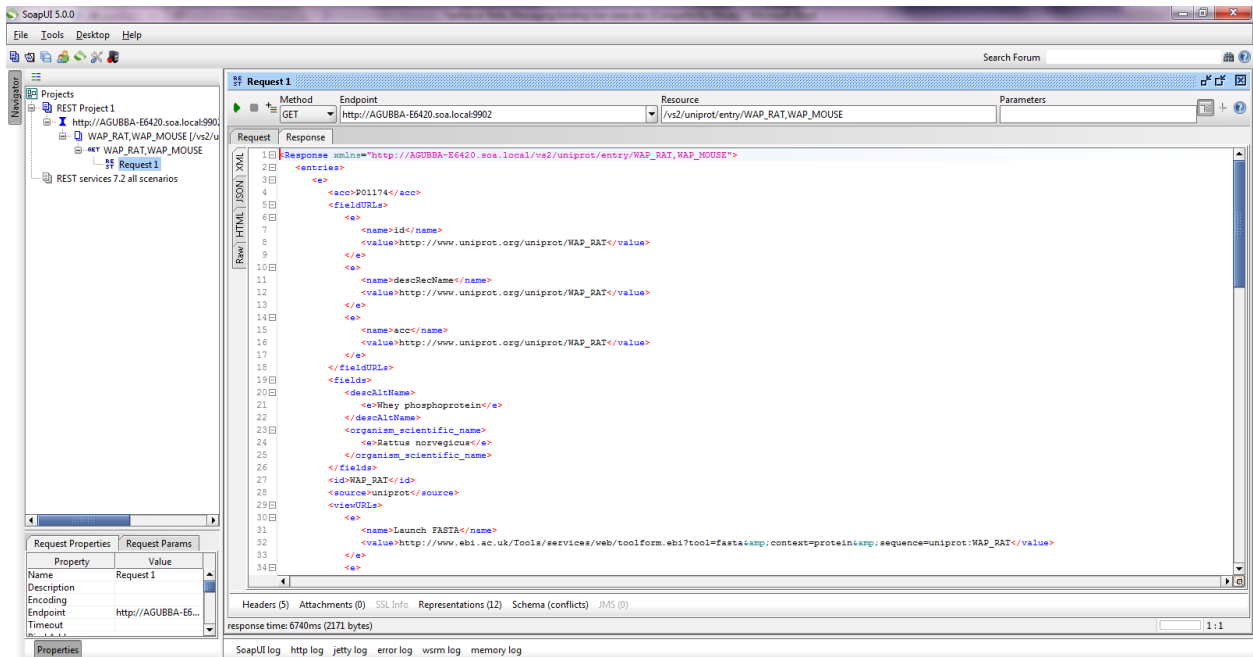 SoapUI 5.0.0
File Tools Desktop Help
Search Forum
Navigator
Projects
REST Project 1
http://AGUBBA-E6420.soa.local:9902
WAP_RAT,WAP_MOUSE [/vs2/u
GET WAP_RAT,WAP_MOUSE
REST Request 1
REST services 7.2 all scenarios
Request Properties Request Params
Property Value
Name Request 1
Description
Encoding
Endpoint http://AGUBBA-E6...
Timeout
Properties
REST Request 1
Method Endpoint Resource Parameters
GET http://AGUBBA-E6420.soa.local:9902 /vs2/uniprot/entry/WAP_RAT,WAP_MOUSE
Request Response
XML
JSON
HTML
Raw
1 <Response xmlns="http://AGUBBA-E6420.soa.local/vs2/uniprot/entry/WAP_RAT,WAP_MOUSE">
2 <entries>
3 <e>
4 <acc>P01174</acc>
5 <fieldURLs>
6 <e>
7 <name>id</name>
8 <value>http://www.uniprot.org/uniprot/WAP_RAT</value>
9 </e>
10 <e>
11 <name>descRecName</name>
12 <value>http://www.uniprot.org/uniprot/WAP_RAT</value>
13 </e>
14 <e>
15 <name>acc</name>
16 <value>http://www.uniprot.org/uniprot/WAP_RAT</value>
17 </e>
18 </fieldURLs>
19 <fields>
20 <descAltName>
21 <e>Whey phosphoprotein</e>
22 </descAltName>
23 <organism_scientific_name>
24 <e>Rattus norvegicus</e>
25 </organism_scientific_name>
26 </fields>
27 <id>WAP_RAT</id>
28 <source>uniprot</source>
29 <viewURLs>
30 <e>
31 <name>Launch FASTA</name>
32 <value>http://www.ebi.ac.uk/Tools/services/web/toolform.ebi?tool=fasta&amp;context=protein&amp;sequence=uniprot:WAP_RAT</value>
33 </e>
34 <e>
Headers (5) Attachments (0) SSL Info Representations (12) Schema (conflicts) JMS (0)
response time: 6740ms (2171 bytes) 1 : 1
SoapUI log http log jetty log error log wsrm log memory log